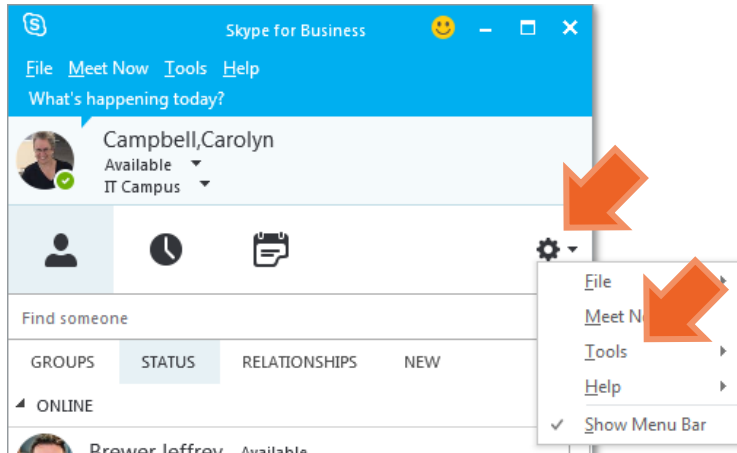 Skype for Business
File Meet Now Tools Help
What's happening today?
Campbell,Carolyn
Available
IT Campus
File
Meet
Find someone
Tools
GROUPS STATUS RELATIONSHIPS NEW
Help
ONLINE
Show Menu Bar
Brewer Jeffrey Available